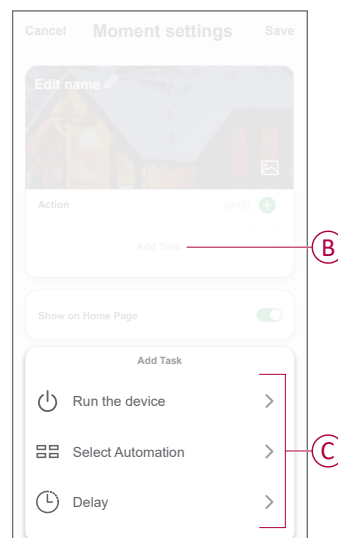 Cancel Moment settings Save
Edit name
Action (0/10)
Add Task
B
Show on Home Page
Add Task
Run the device
Select Automation
C
Delay